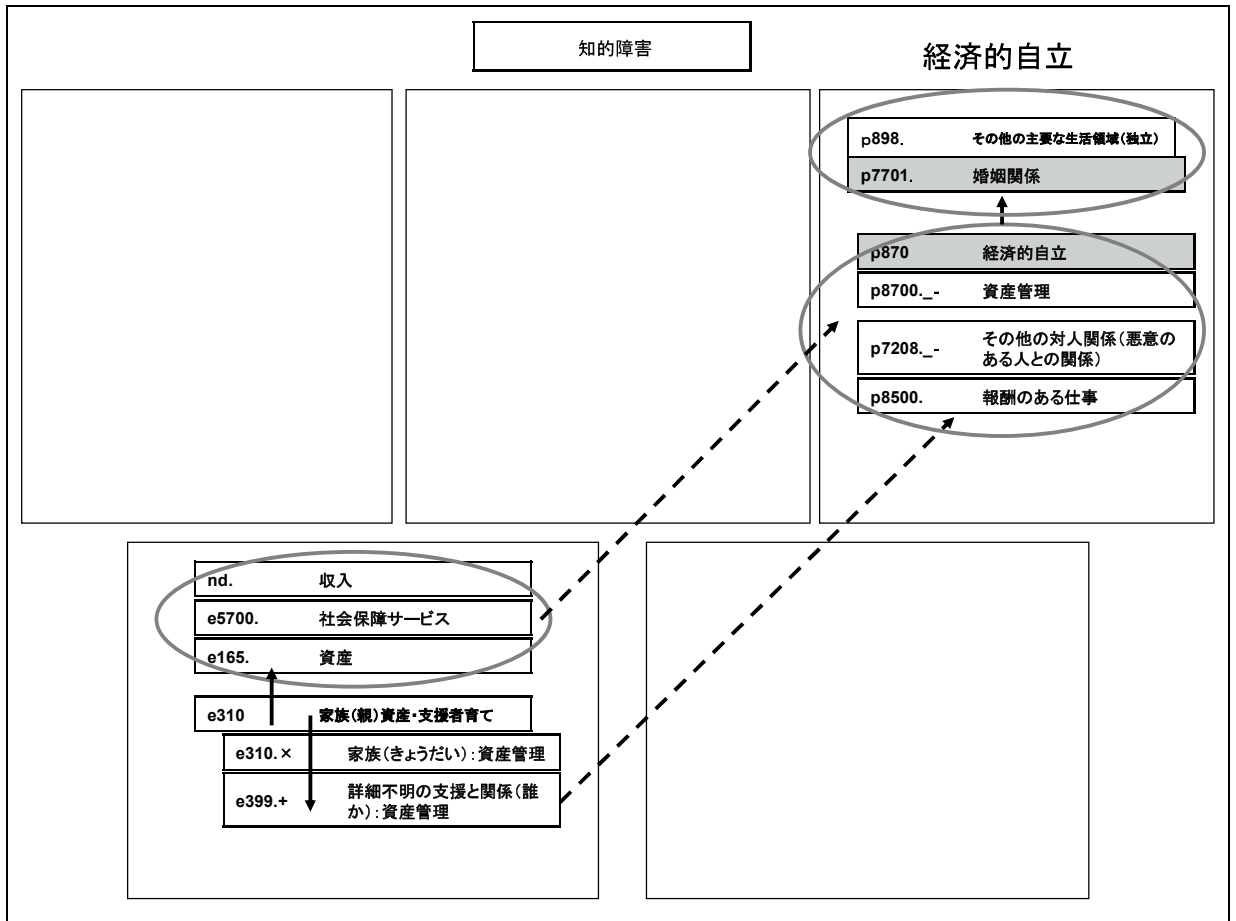 知的障害
経済的自立
p898. その他の主要な生活領域(独立)
p7701. 婚姻関係
p870 経済的自立
p8700._- 資産管理
p7208._- その他の対人関係(悪意の
ある人との関係)
p8500. 報酬のある仕事
nd. 収入
e5700. 社会保障サービス
e165. 資産
e310 家族(親)資産・支援者育て
e310.× 家族(きょうだい):資産管理
e399.+ 詳細不明の支援と関係(誰
か):資産管理